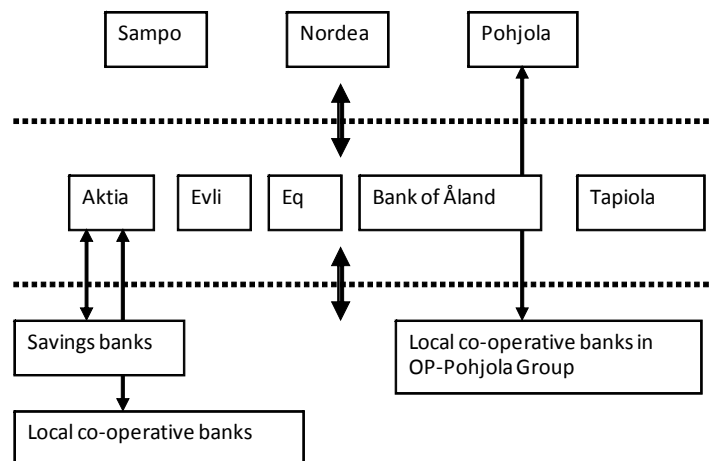 Sampo
Nordea
Pohjola
Aktia
Evli
Eq
Bank of Åland
Tapiola
Savings banks
Local co-operative banks in
OP-Pohjola Group
Local co-operative banks